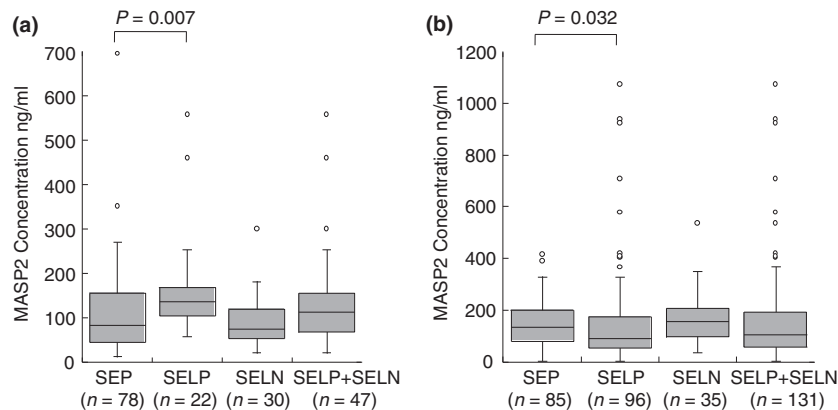 (a)
P = 0.007
MASP2 Concentration ng/ml
700
600
500
400
300
200
100
0
SEP
(n = 78)
SELP
(n = 22)
SELN
(n = 30)
SELP+SELN
(n = 47)
(b)
P = 0.032
MASP2 Concentration ng/ml
1200
1000
800
600
400
200
0
SEP
(n = 85)
SELP
(n = 96)
SELN
(n = 35)
SELP+SELN
(n = 131)